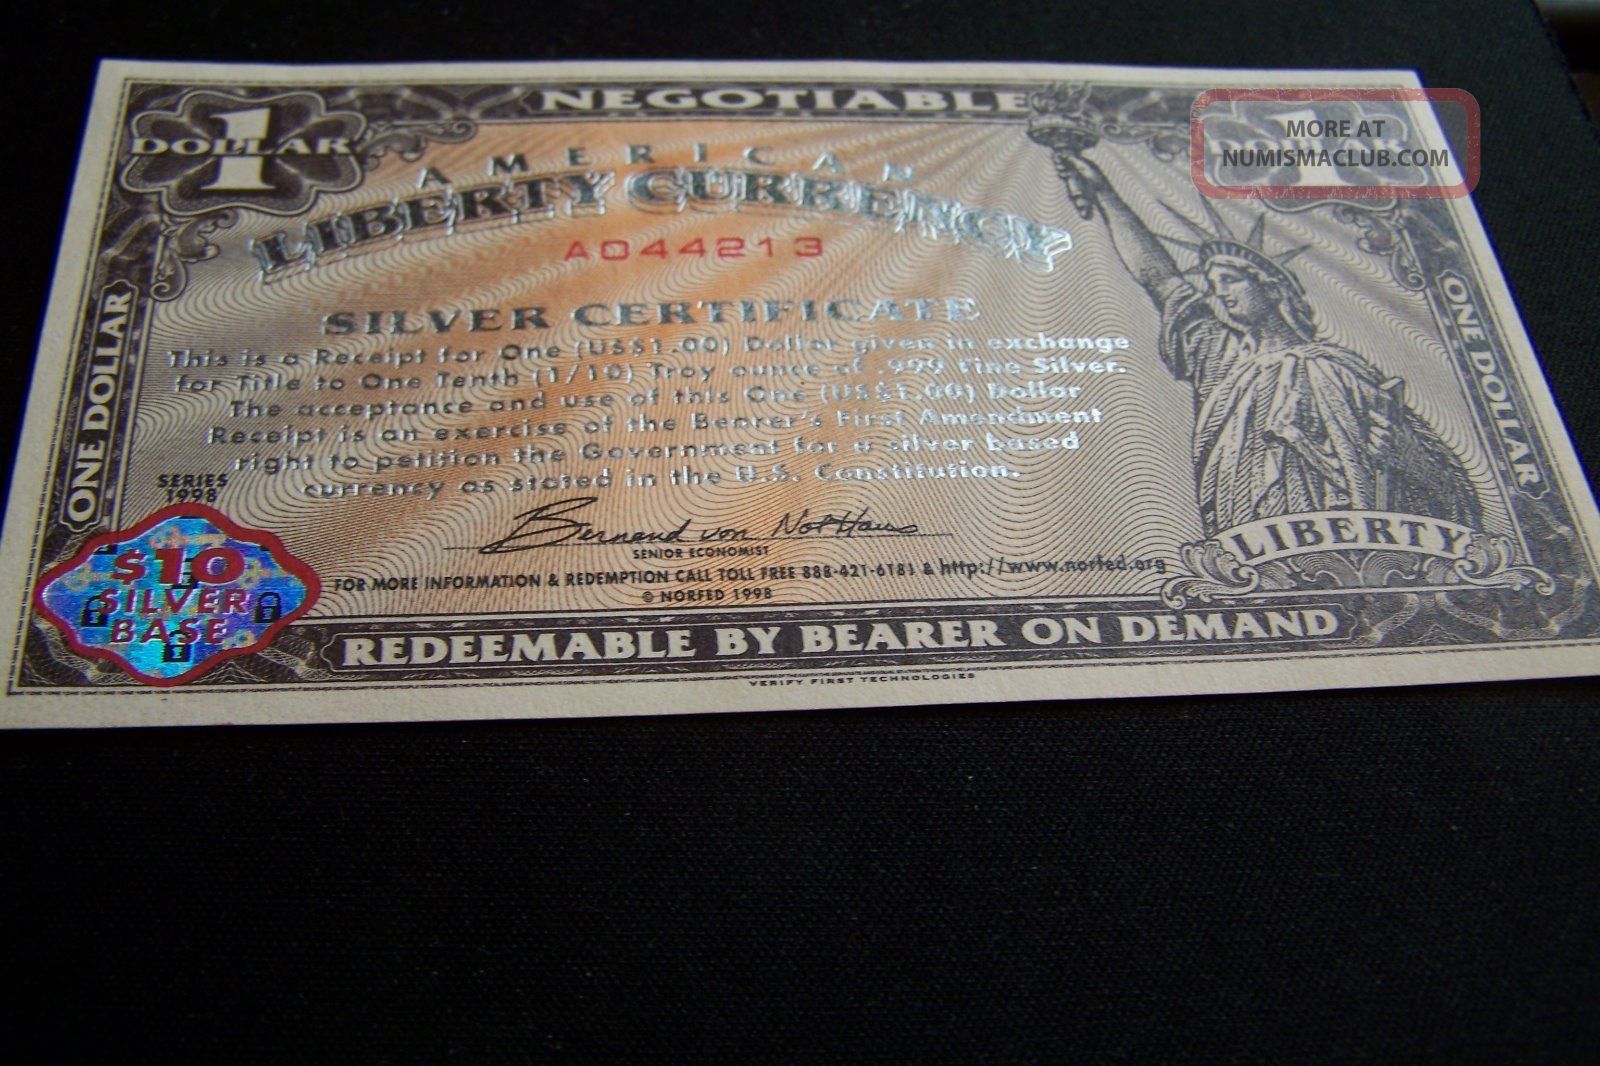 NEGOTIABLE
1
DOLLAR
AMERICAN
LIBERTY CURRENCY
A044213
SILVER CERTIFICATE
This is a Receipt for One (US$1.00) Dollar given in exchange
for Title to One Tenth (1/10) Troy ounce of .999 Fine Silver.
The acceptance and use of this One (US$1.00) Dollar
Receipt is an exercise of the Bearer's First Amendment
right to petition the Government for a silver based
currency as stated in the U.S. Constitution.
SERIES
1998
Bernard von NotHaus
SENIOR ECONOMIST
FOR MORE INFORMATION & REDEMPTION CALL TOLL FREE 888-421-6181 & http://www.norfed.org
© NORFED 1998
$10
SILVER
BASE
REDEEMABLE BY BEARER ON DEMAND
VERIFY FIRST TECHNOLOGIES
ONE DOLLAR
ONE DOLLAR
LIBERTY
MORE AT
NUMISMACLUB.COM